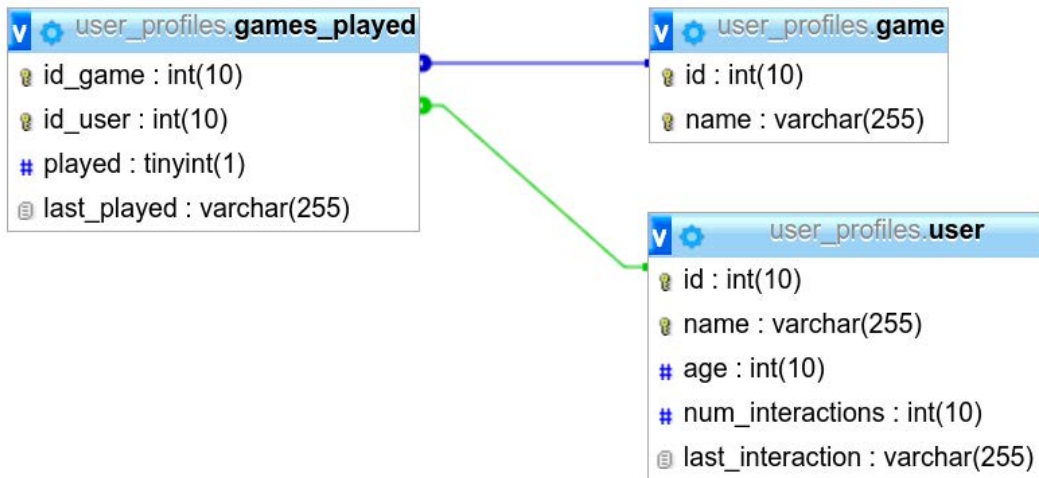 v user_profiles.games_played
id_game : int(10)
id_user : int(10)
# played : tinyint(1)
last_played : varchar(255)
v user_profiles.game
id : int(10)
name : varchar(255)
v user_profiles.user
id : int(10)
name : varchar(255)
# age : int(10)
# num_interactions : int(10)
last_interaction : varchar(255)